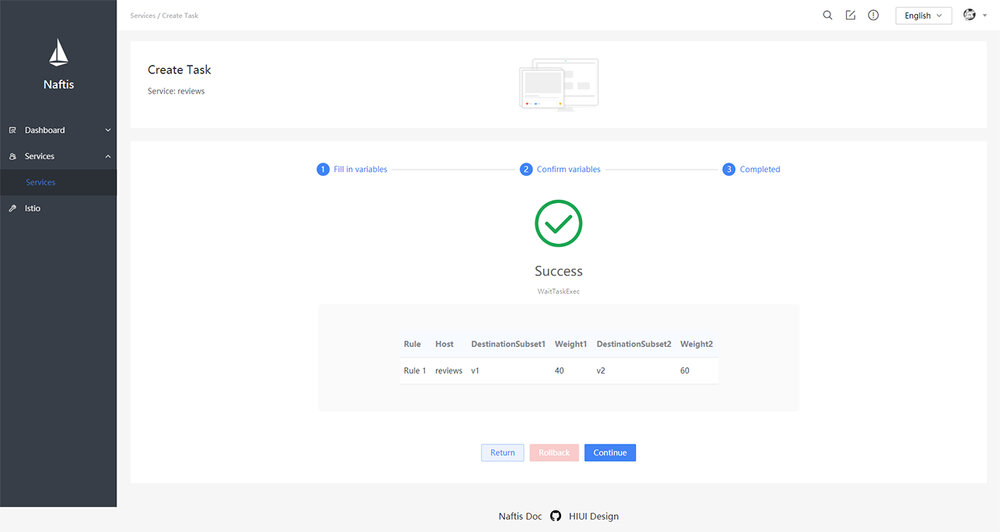 Services / Create Task
English
Naftis
Create Task
Service: reviews
Dashboard
Services
Services
Istio
1 Fill in variables
2 Confirm variables
3 Completed
Success
WaitTaskExec
Rule Host DestinationSubset1 Weight1 DestinationSubset2 Weight2
Rule 1 reviews v1 40 v2 60
Return Rollback Continue
Naftis Doc HIUI Design